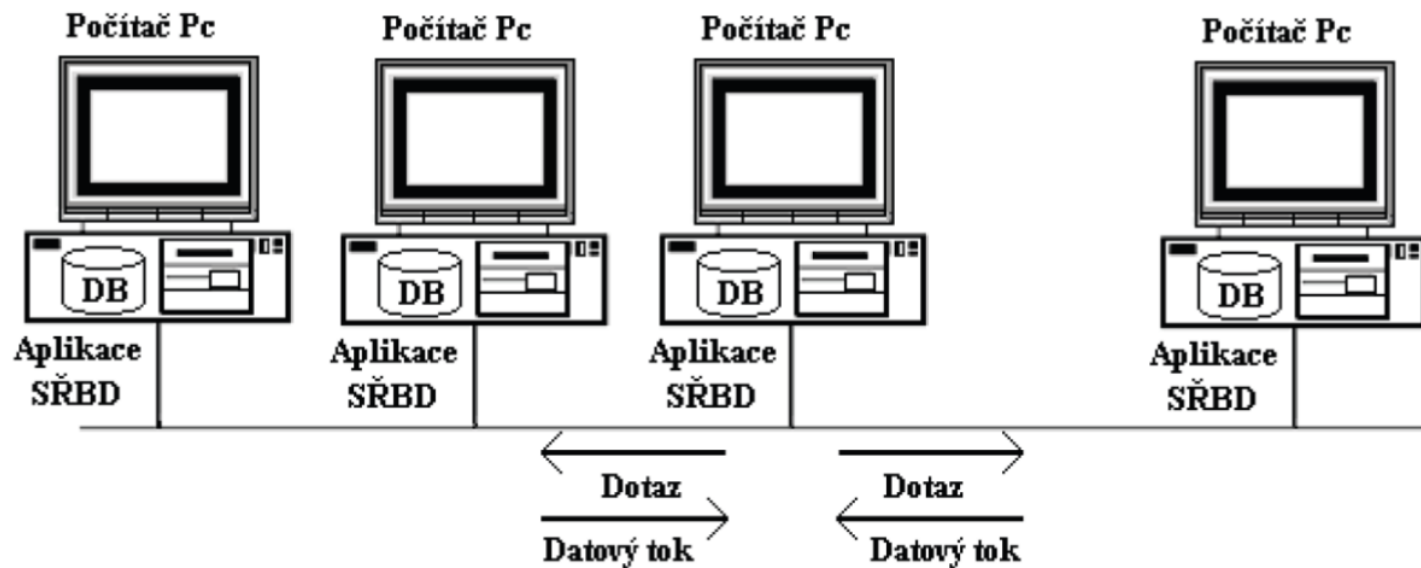 Počítač Pc
Počítač Pc
Počítač Pc
Počítač Pc
DB
DB
DB
DB
Aplikace
SŘBD
Aplikace
SŘBD
Aplikace
SŘBD
Aplikace
SŘBD
Dotaz
Dotaz
Datový tok
Datový tok